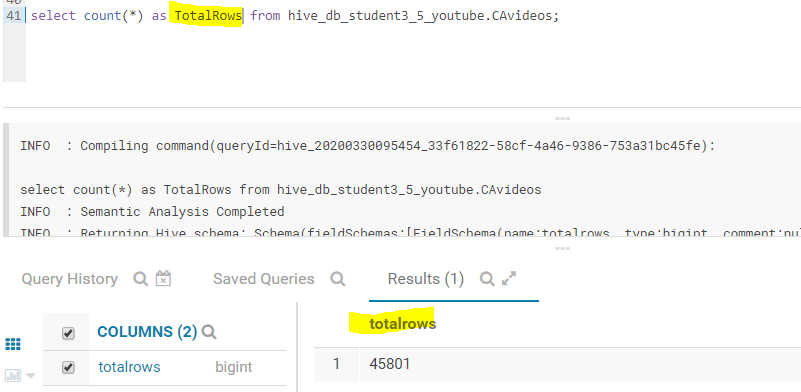 40
41 select count(*) as TotalRows from hive_db_student3_5_youtube.CAvideos;
INFO  : Compiling command(queryId=hive_20200330095454_33f61822-58cf-4a46-9386-753a31bc45fe):
select count(*) as TotalRows from hive_db_student3_5_youtube.CAvideos
INFO  : Semantic Analysis Completed
INFO  : Returning Hive schema: Schema(fieldSchemas:[FieldSchema(name:totalrows, type:bigint, comment:nul
Query History Saved Queries Results (1)
COLUMNS (2) totalrows
totalrows bigint 1 45801